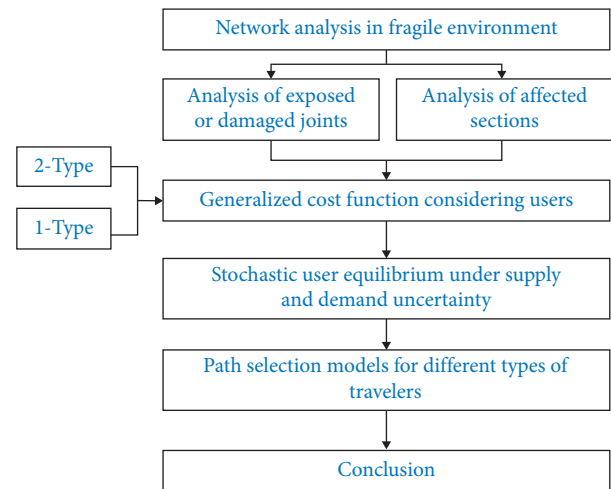 Network analysis in fragile environment
Analysis of exposed
or damaged joints
Analysis of affected
sections
2-Type
1-Type
Generalized cost function considering users
Stochastic user equilibrium under supply
and demand uncertainty
Path selection models for different types of
travelers
Conclusion